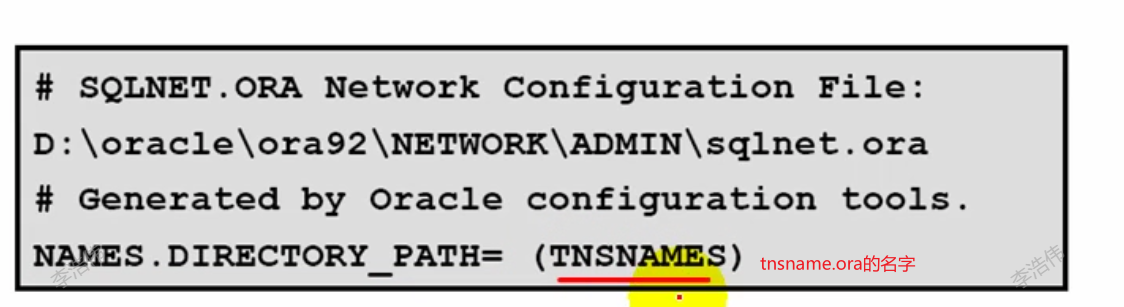 # SQLNET.ORA Network Configuration File:
D:\oracle\ora92\NETWORK\ADMIN\sqlnet.ora
# Generated by Oracle configuration tools.
NAMES.DIRECTORY_PATH= (TNSNAMES) tnsname.ora的名字
李浩伟 李浩伟